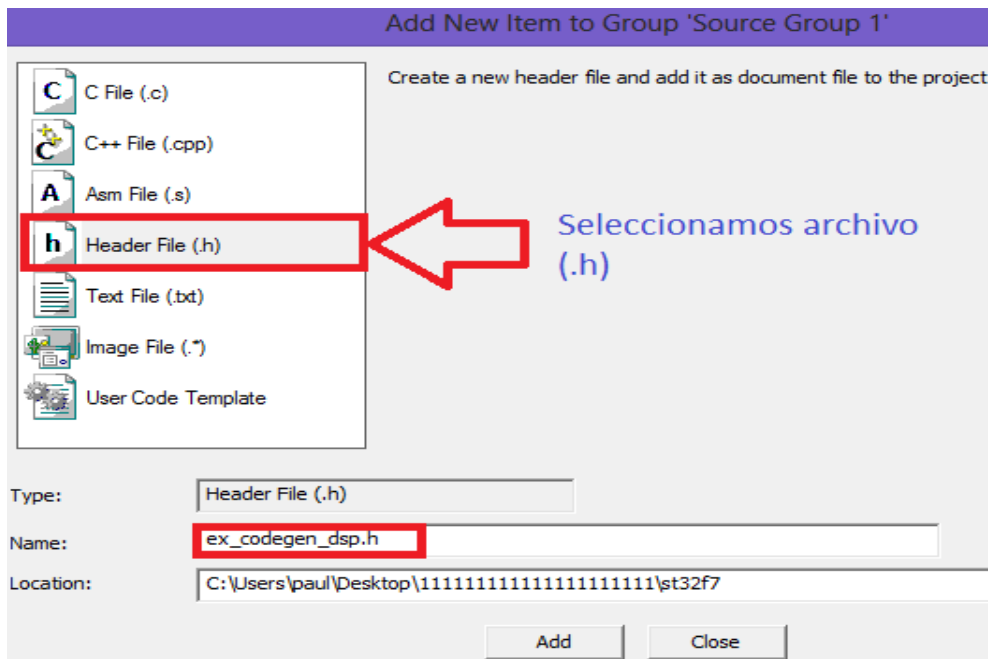 Add New Item to Group 'Source Group 1'
C File (.c)
C++ File (.cpp)
Asm File (.s)
Header File (.h)
Text File (.txt)
Image File (.*)
User Code Template
Create a new header file and add it as document file to the project
Seleccionamos archivo
(.h)
Type:
Header File (.h)
Name:
ex_codegen_dsp.h
Location:
C:\Users\paul\Desktop\111111111111111111111\st32f7
Add
Close